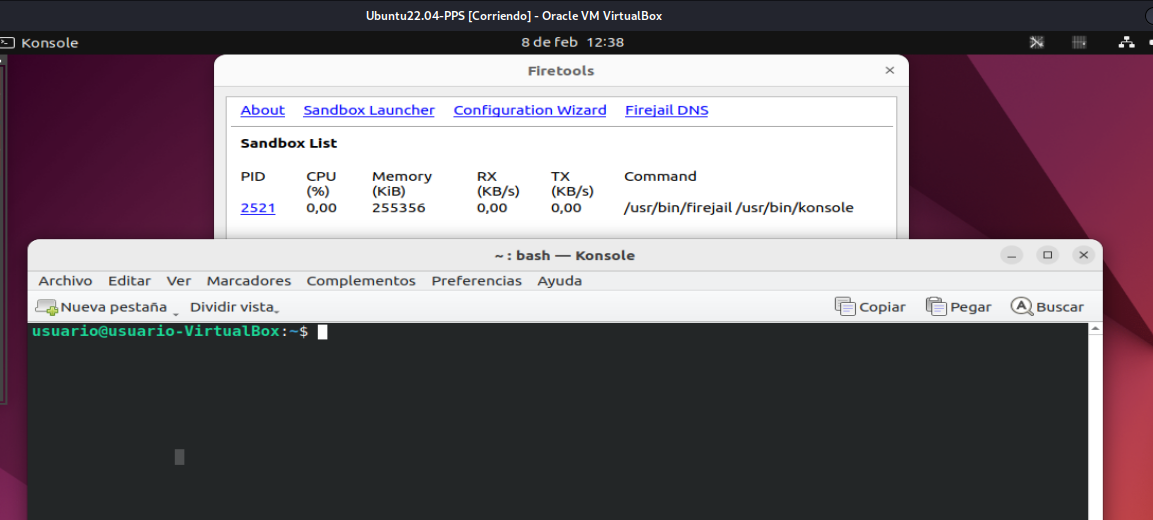 Ubuntu22.04-PPS [Corriendo] - Oracle VM VirtualBox
Konsole 8 de feb 12:38
Firetools
About Sandbox Launcher Configuration Wizard Firejail DNS
Sandbox List
PID CPU (%) Memory (KiB) RX (KB/s) TX (KB/s) Command
2521 0,00 255356 0,00 0,00 /usr/bin/firejail /usr/bin/konsole
~ : bash — Konsole
Archivo Editar Ver Marcadores Complementos Preferencias Ayuda
Nueva pestaña Dividir vista Copiar Pegar Buscar
usuario@usuario-VirtualBox:~$